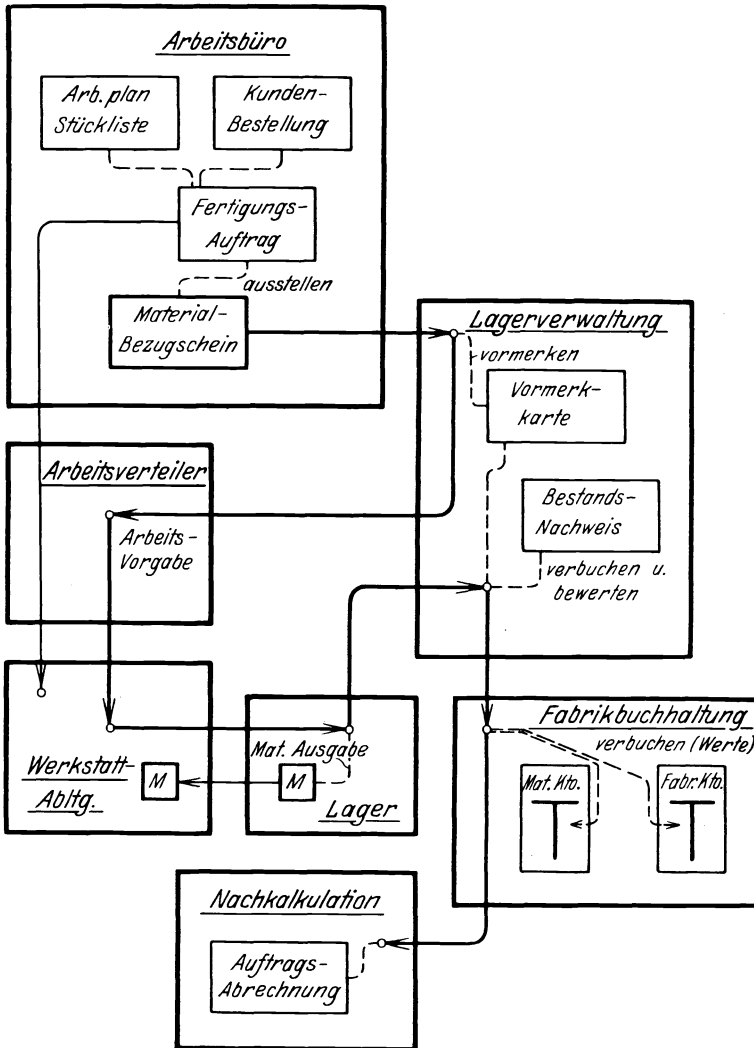 Arbeitsbüro
Arb.plan
Stückliste
Kunden-
Bestellung
Fertigungs-
Auftrag
ausstellen
Material-
Bezugschein
Lagerverwaltung
vormerken
Vormerk-
karte
Bestands-
Nachweis
verbuchen u.
bewerten
Arbeitsverteiler
Arbeits-
Vorgabe
Werkstatt-
Abltg.
M
Mat. Ausgabe
M
Lager
Fabrikbuchhaltung
verbuchen (Werte)
Mat. Kto.
Fabr. Kto.
Nachkalkulation
Auftrags-
Abrechnung